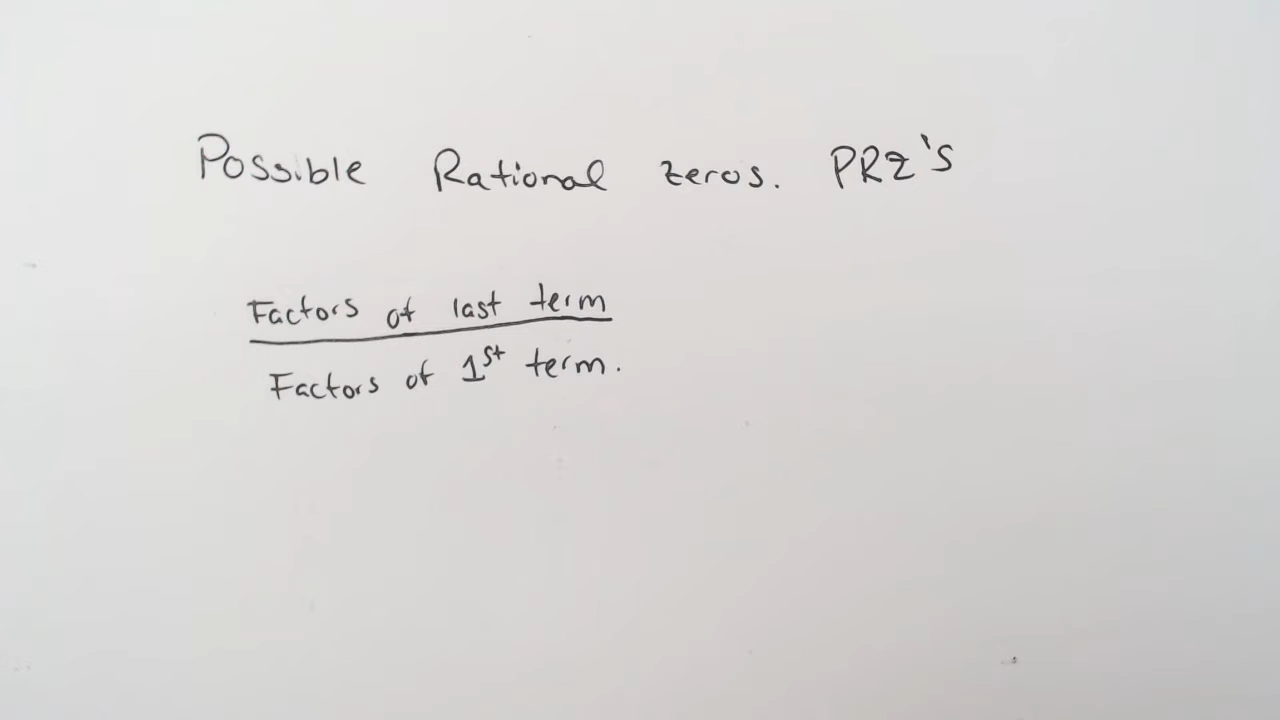 Possible Rational zeros. PRZ's
Factors of last term
Factors of 1st term.